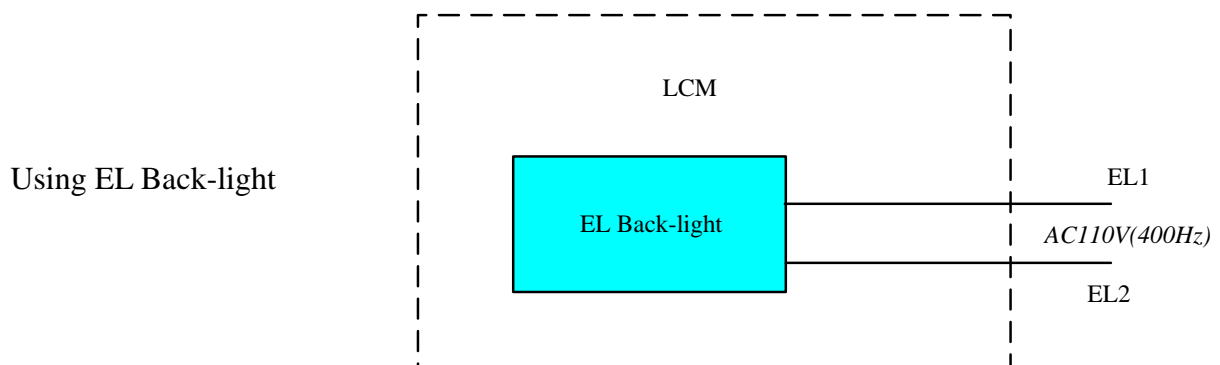 LCM
Using EL Back-light
EL Back-light
EL1
AC110V(400Hz)
EL2